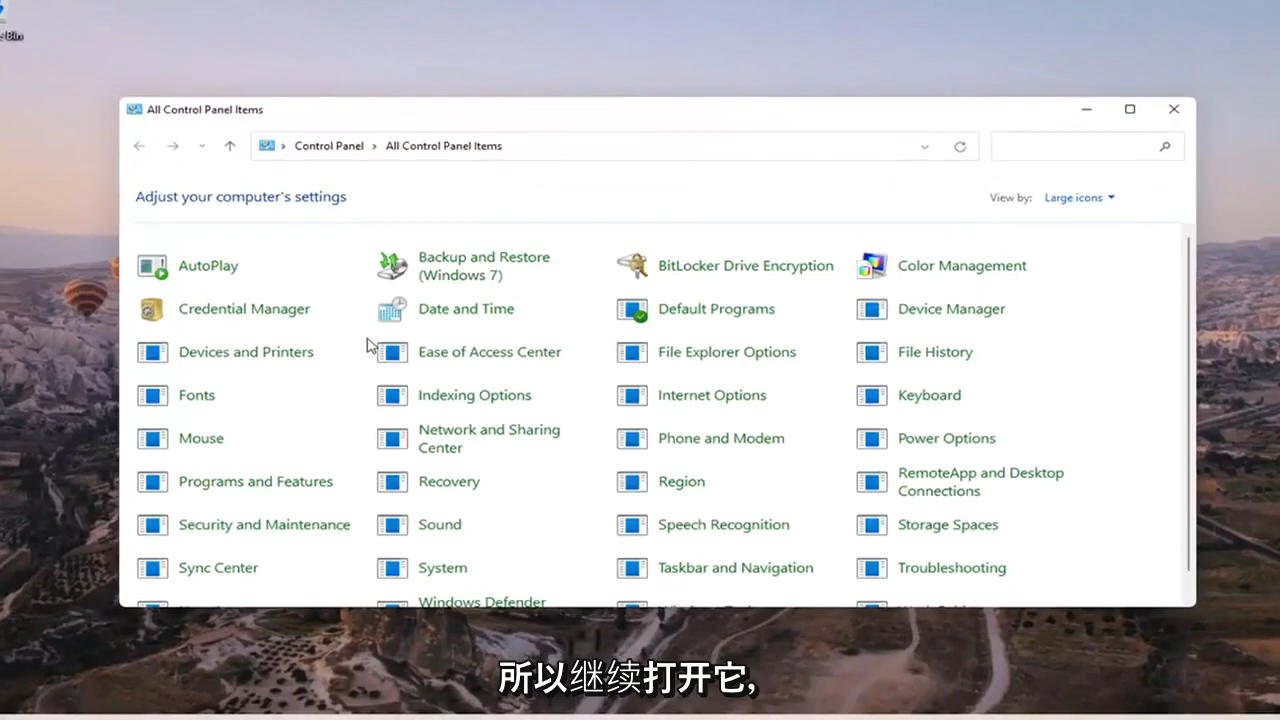 Bin
All Control Panel Items
Control Panel > All Control Panel Items
Adjust your computer's settings
View by: Large icons
AutoPlay
Backup and Restore
(Windows 7)
BitLocker Drive Encryption
Color Management
Credential Manager
Date and Time
Default Programs
Device Manager
Devices and Printers
Ease of Access Center
File Explorer Options
File History
Fonts
Indexing Options
Internet Options
Keyboard
Mouse
Network and Sharing
Center
Phone and Modem
Power Options
Programs and Features
Recovery
Region
RemoteApp and Desktop
Connections
Security and Maintenance
Sound
Speech Recognition
Storage Spaces
Sync Center
System
Taskbar and Navigation
Troubleshooting
Windows Defender
所以继续打开它,